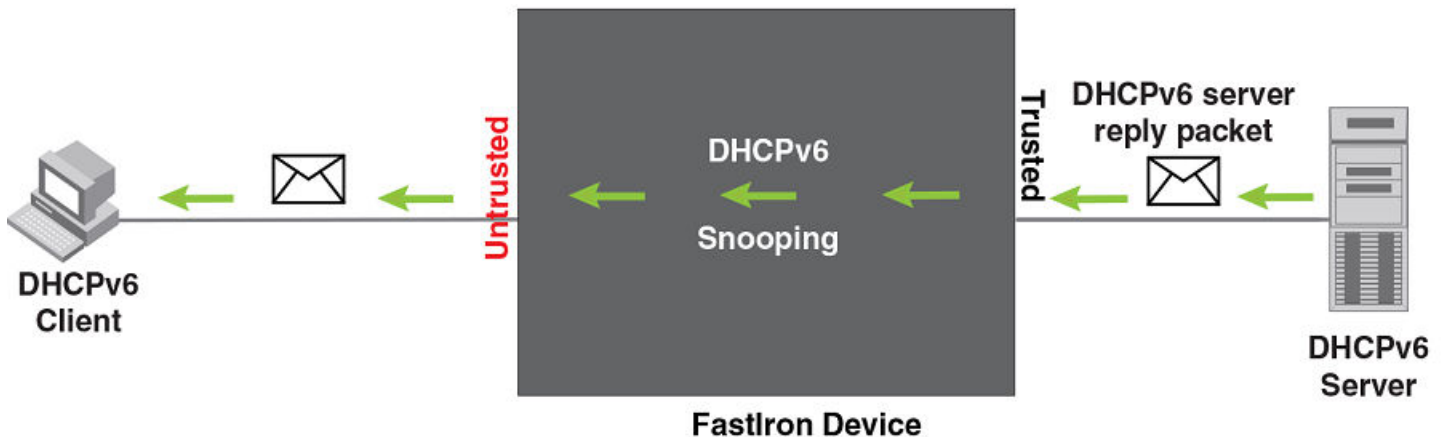 DHCPv6
Client
Untrusted
DHCPv6
Snooping
FastIron Device
Trusted
DHCPv6 server
reply packet
DHCPv6
Server